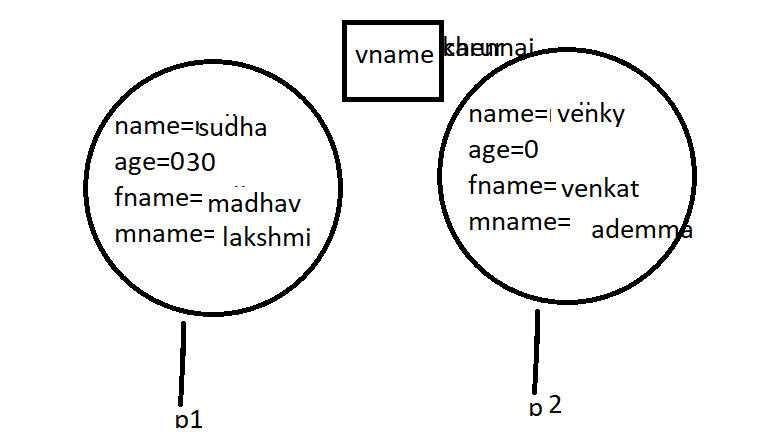 vname
name= sudha
age=030
fname= madhav
mname= lakshmi
p1
name= venky
age=0
fname= venkat
mname= ademma
p 2